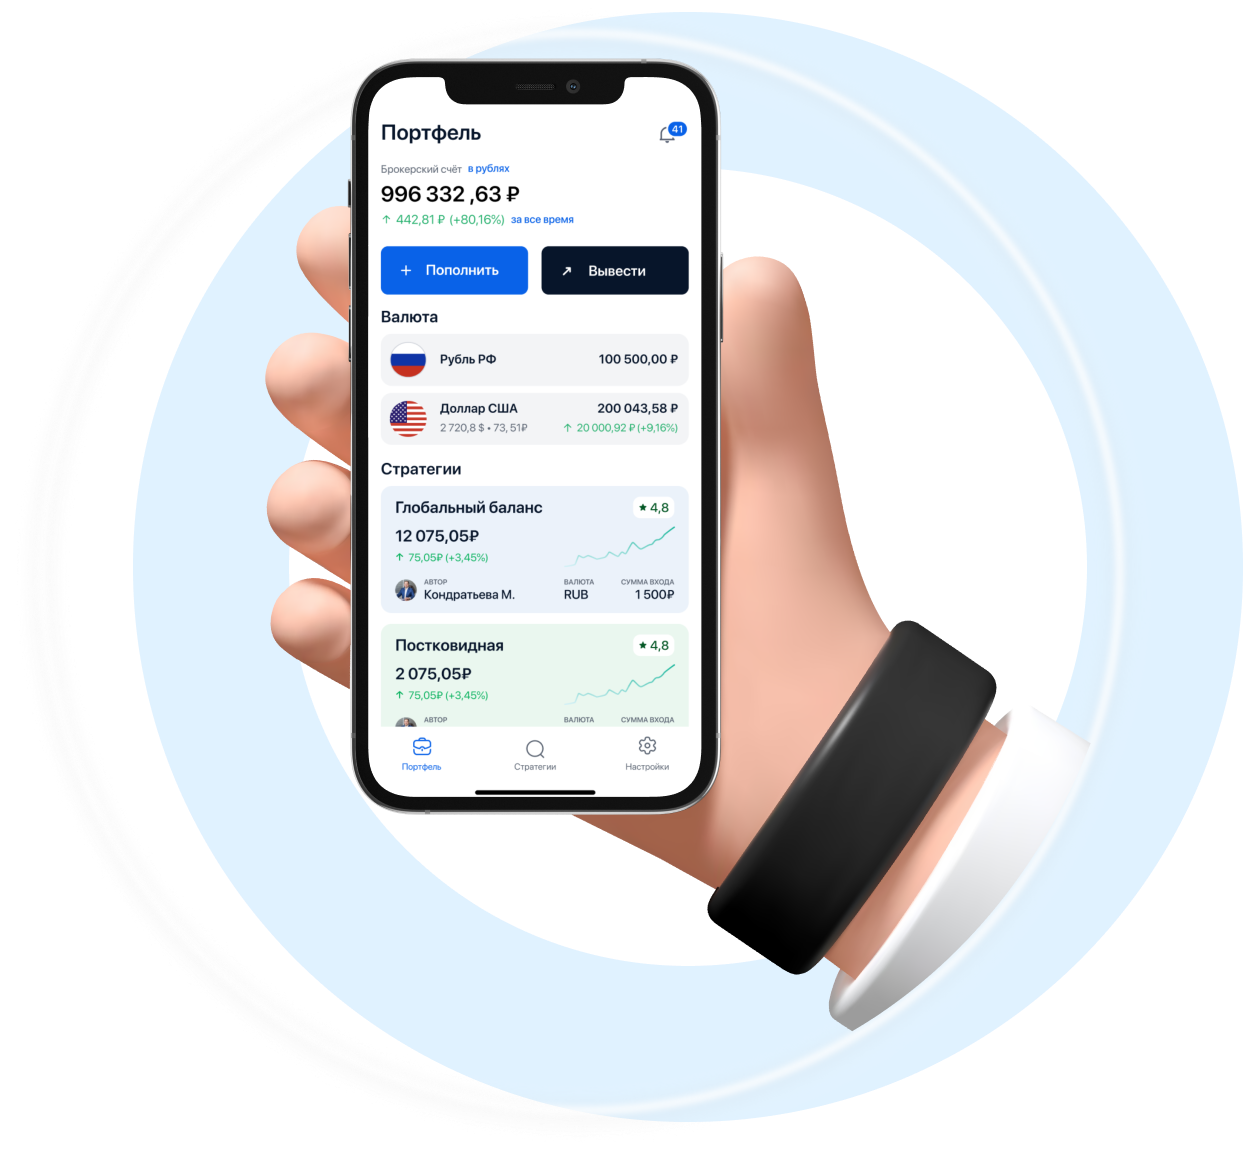 Портфель
41
Брокерский счёт в рублях
996 332 ,63 ₽
↑ 442,81 ₽ (+80,16%) за все время
+ Пополнить
↗ Вывести
Валюта
Рубль РФ 100 500,00 ₽
Доллар США 200 043,58 ₽
2 720,8 $ • 73, 51₽ ↑ 20 000,92 ₽ (+9,16%)
Стратегии
Глобальный баланс ★ 4,8
12 075,05₽
↑ 75,05₽ (+3,45%)
АВТОР ВАЛЮТА СУММА ВХОДА
Кондратьева М. RUB 1 500₽
Постковидная ★ 4,8
2 075,05₽
↑ 75,05₽ (+3,45%)
АВТОР ВАЛЮТА СУММА ВХОДА
Портфель Стратегии Настройки